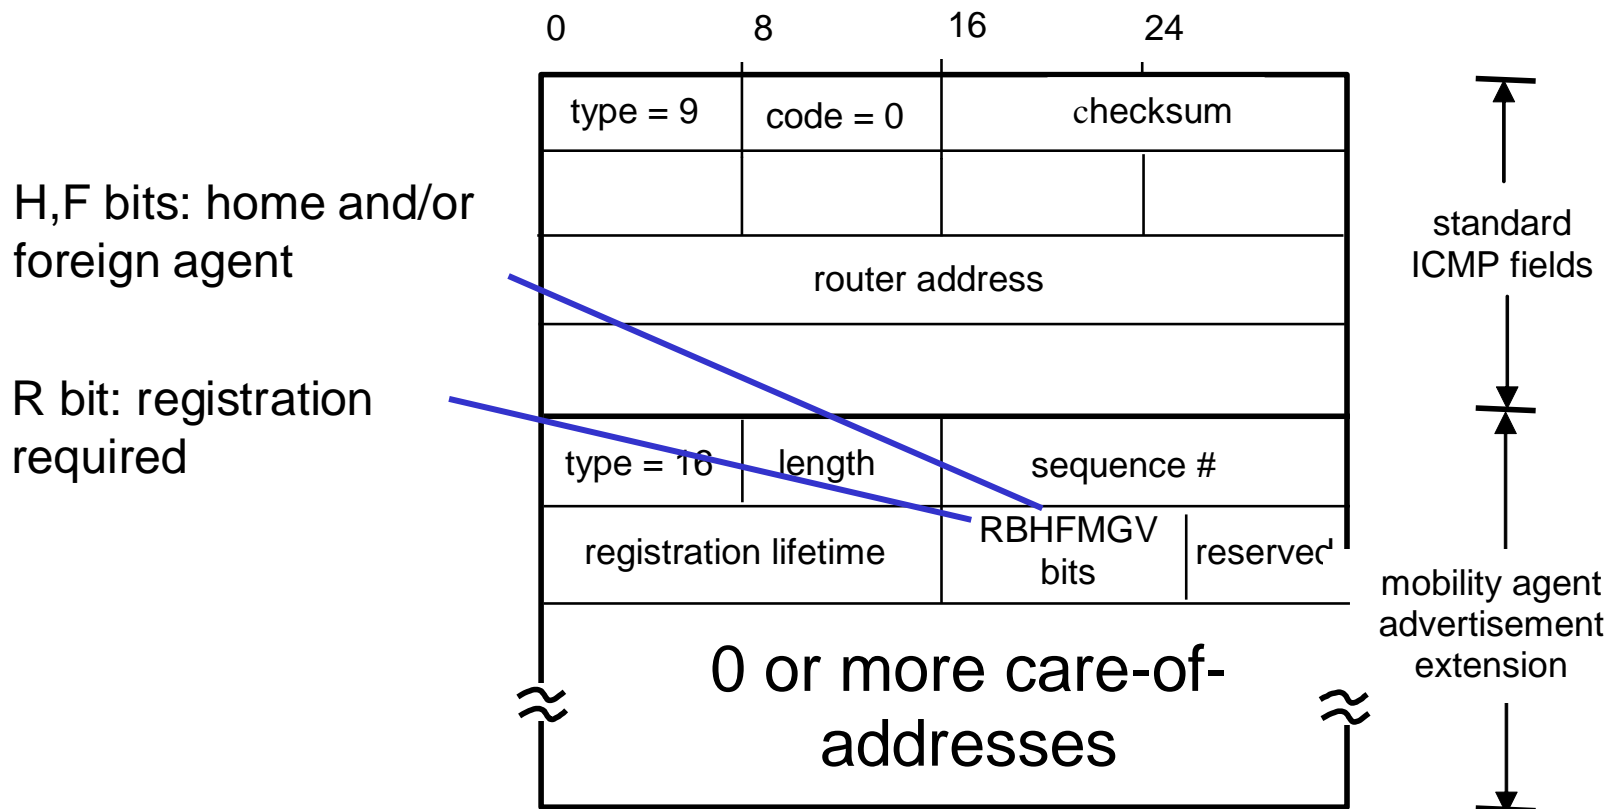 0 8 16 24
type = 9 code = 0 checksum
H,F bits: home and/or
foreign agent
standard
ICMP fields
router address
R bit: registration
required
type = 16 length sequence #
registration lifetime RBHFMGV
bits reserved
mobility agent
advertisement
extension
0 or more care-of-
addresses